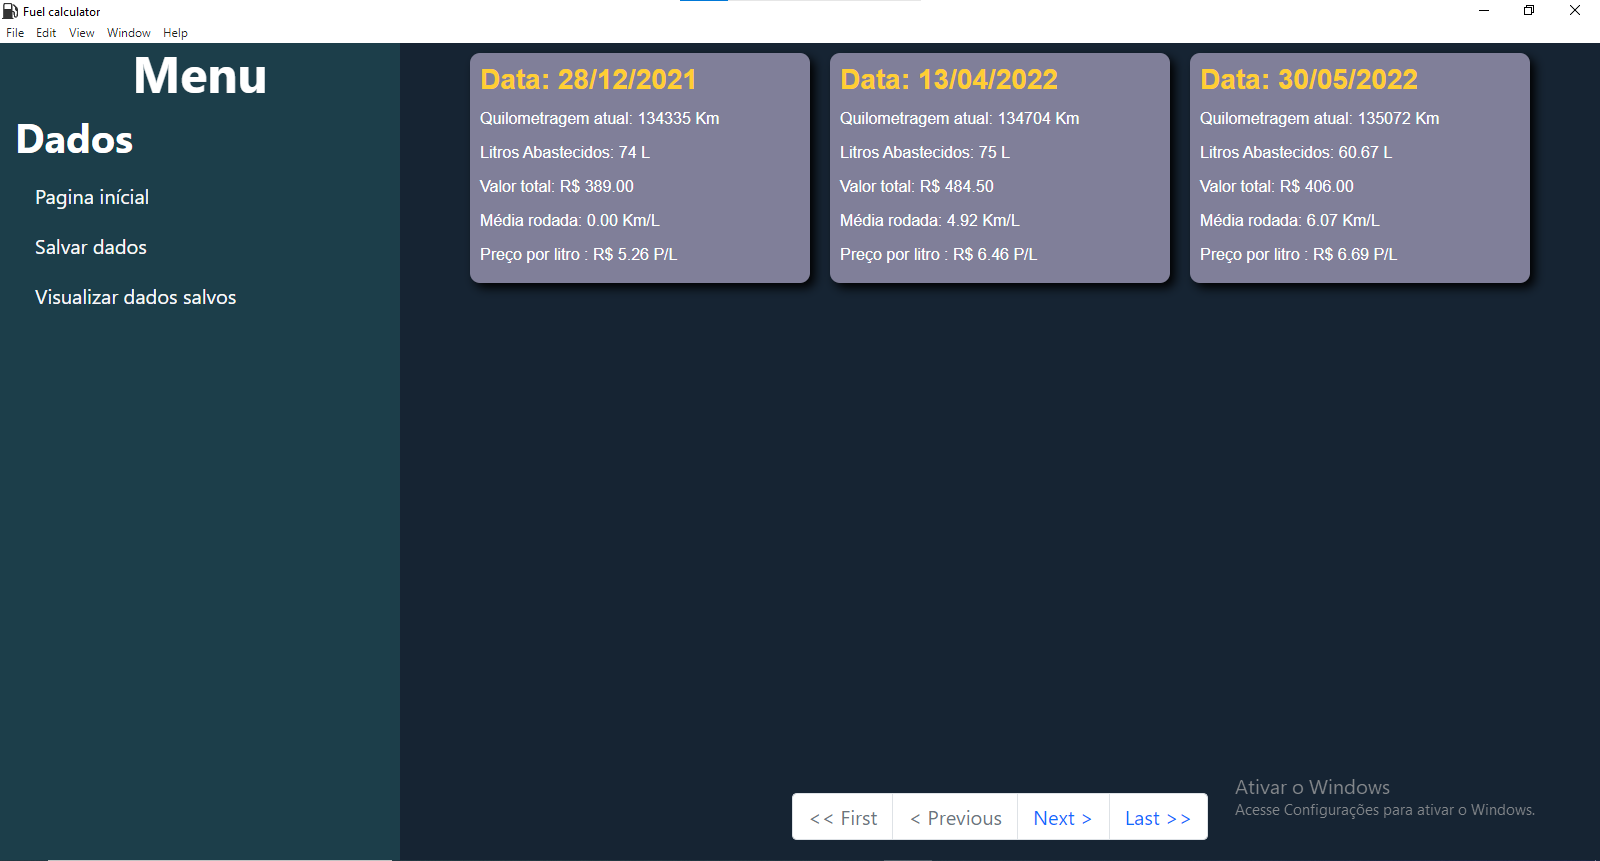 Fuel calculator
File Edit View Window Help
Menu
Dados
Pagina inícial
Salvar dados
Visualizar dados salvos
Data: 28/12/2021
Quilometragem atual: 134335 Km
Litros Abastecidos: 74 L
Valor total: R$ 389.00
Média rodada: 0.00 Km/L
Preço por litro : R$ 5.26 P/L
Data: 13/04/2022
Quilometragem atual: 134704 Km
Litros Abastecidos: 75 L
Valor total: R$ 484.50
Média rodada: 4.92 Km/L
Preço por litro : R$ 6.46 P/L
Data: 30/05/2022
Quilometragem atual: 135072 Km
Litros Abastecidos: 60.67 L
Valor total: R$ 406.00
Média rodada: 6.07 Km/L
Preço por litro : R$ 6.69 P/L
<< First < Previous Next > Last >>
Ativar o Windows
Acesse Configurações para ativar o Windows.